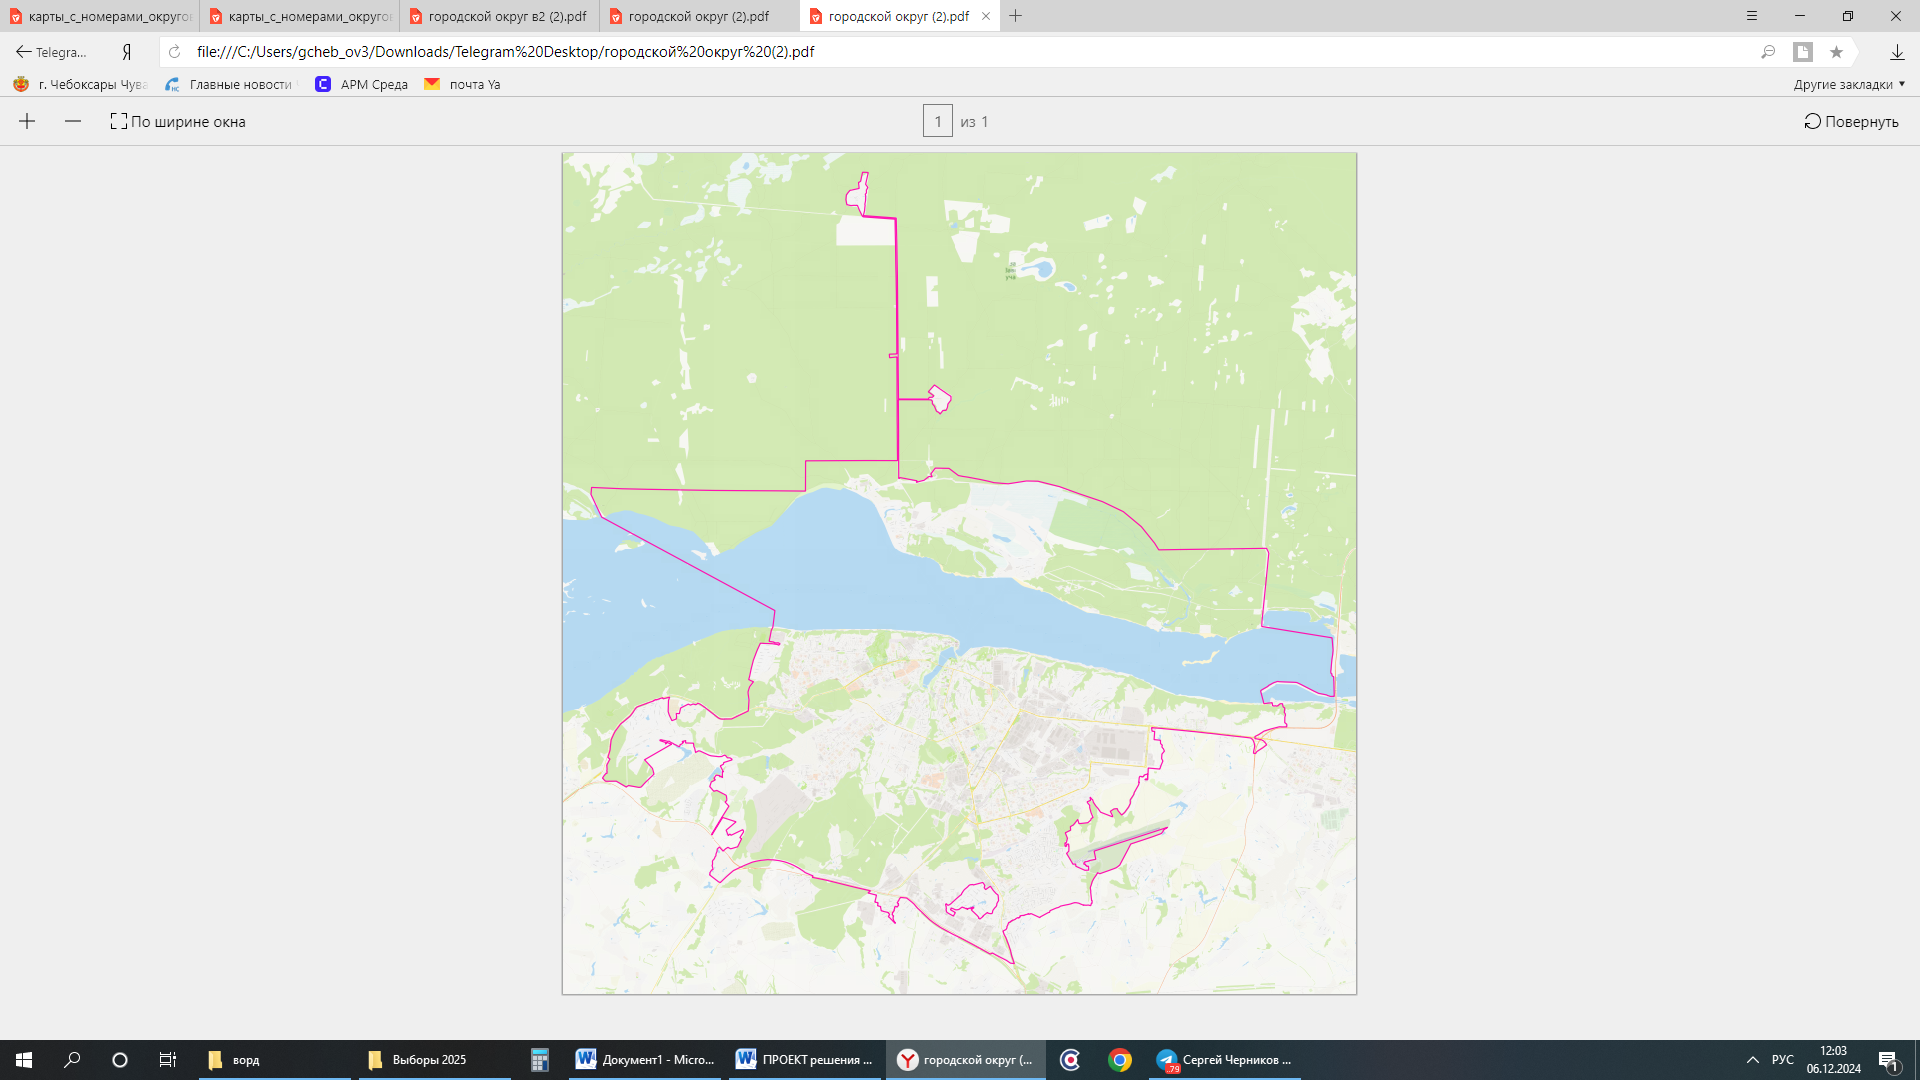 карты_с_номерами_округо
карты_с_номерами_округо
городской округ в2 (2).pdf
городской округ (2).pdf
городской округ (2).pdf
Telegra...
file:///C:/Users/gcheb_ov3/Downloads/Telegram%20Desktop/городской%20округ%20(2).pdf
г. Чебоксары Чува
Главные новости
АРМ Среда
почта Ya
Другие закладки
По ширине окна
1 из 1
Повернуть
ворд
Выборы 2025
Документ1 - Micro...
ПРОЕКТ решения ...
городской округ (...
79
Сергей Черников ...
РУС
12:03
06.12.2024
1